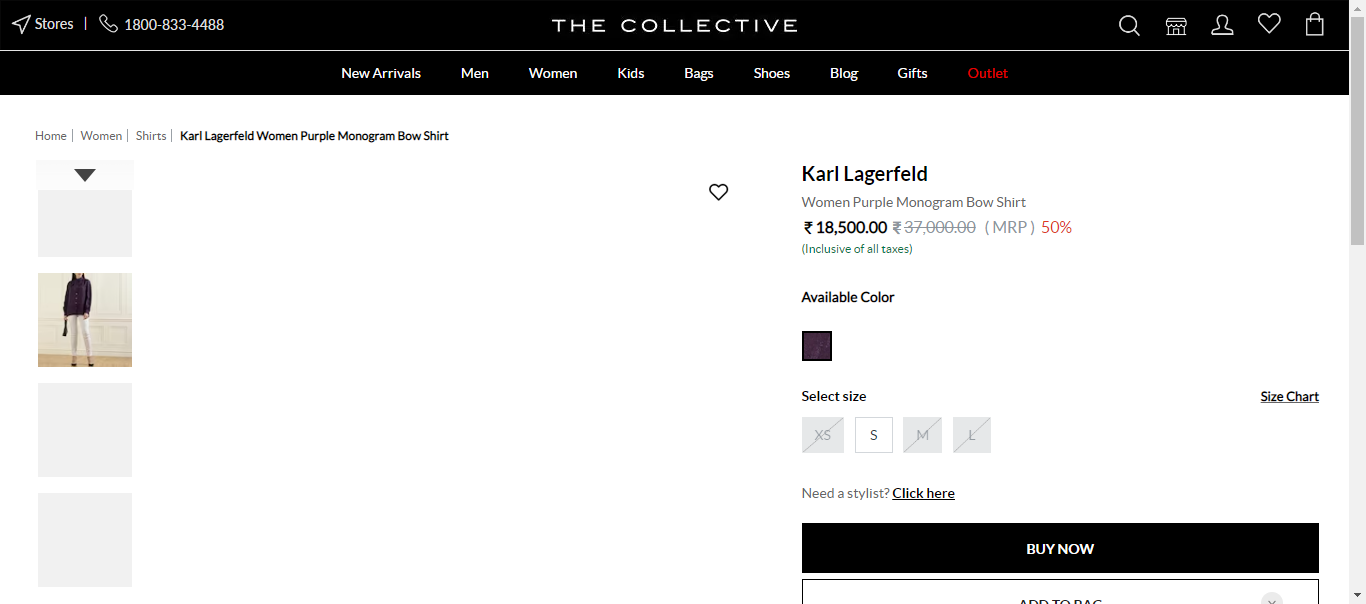 Stores | 1800-833-4488
THE COLLECTIVE
New Arrivals Men Women Kids Bags Shoes Blog Gifts Outlet
Home | Women | Shirts | Karl Lagerfeld Women Purple Monogram Bow Shirt
Karl Lagerfeld
Women Purple Monogram Bow Shirt
₹ 18,500.00 ₹ 37,000.00 ( MRP ) 50%
(Inclusive of all taxes)
Available Color
Select size Size Chart
XS S M L
Need a stylist? Click here
BUY NOW
ADD TO BAG